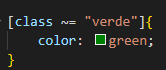 [class ~= "verde"]{
    color: green;
}